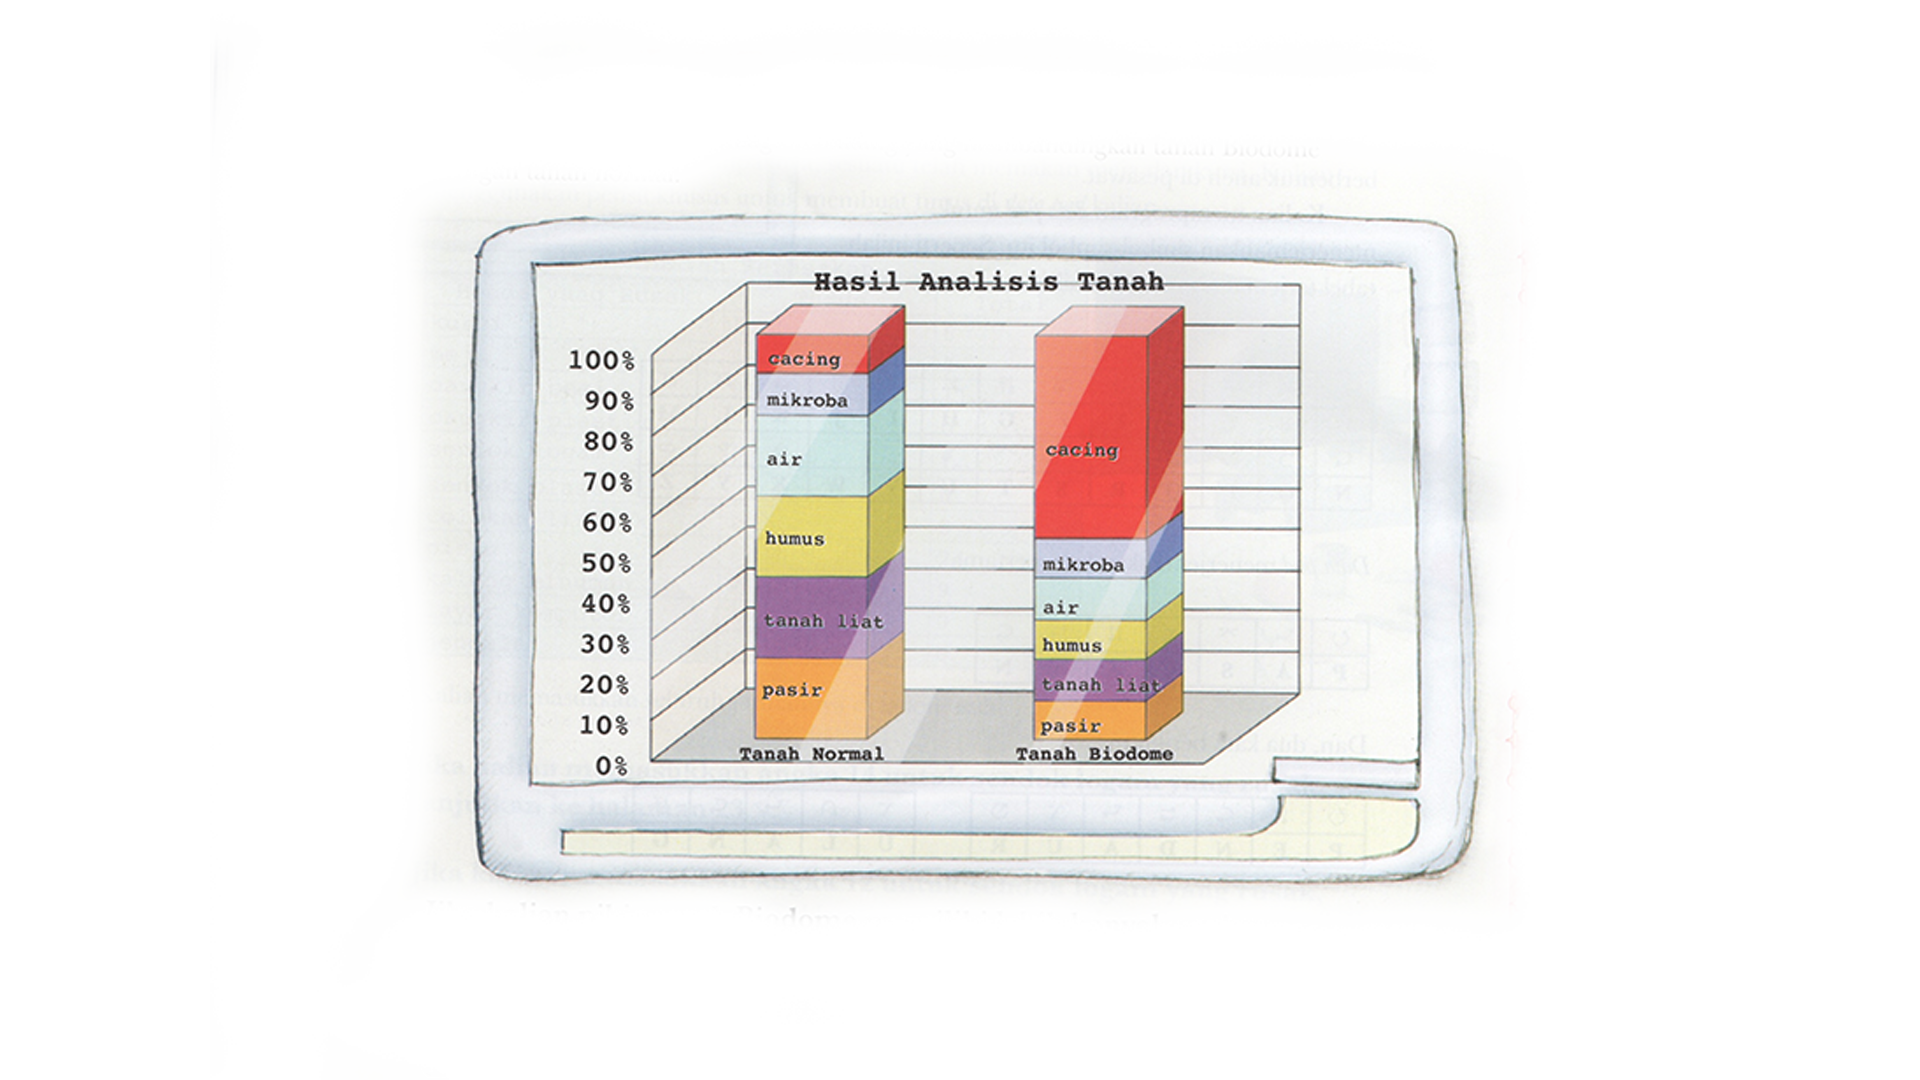 Hasil Analisis Tanah
100%
90%
80%
70%
60%
50%
40%
30%
20%
10%
0%
cacing
mikroba
air
humus
tanah liat
pasir
Tanah Normal
cacing
mikroba
air
humus
tanah liat
pasir
Tanah Biodome